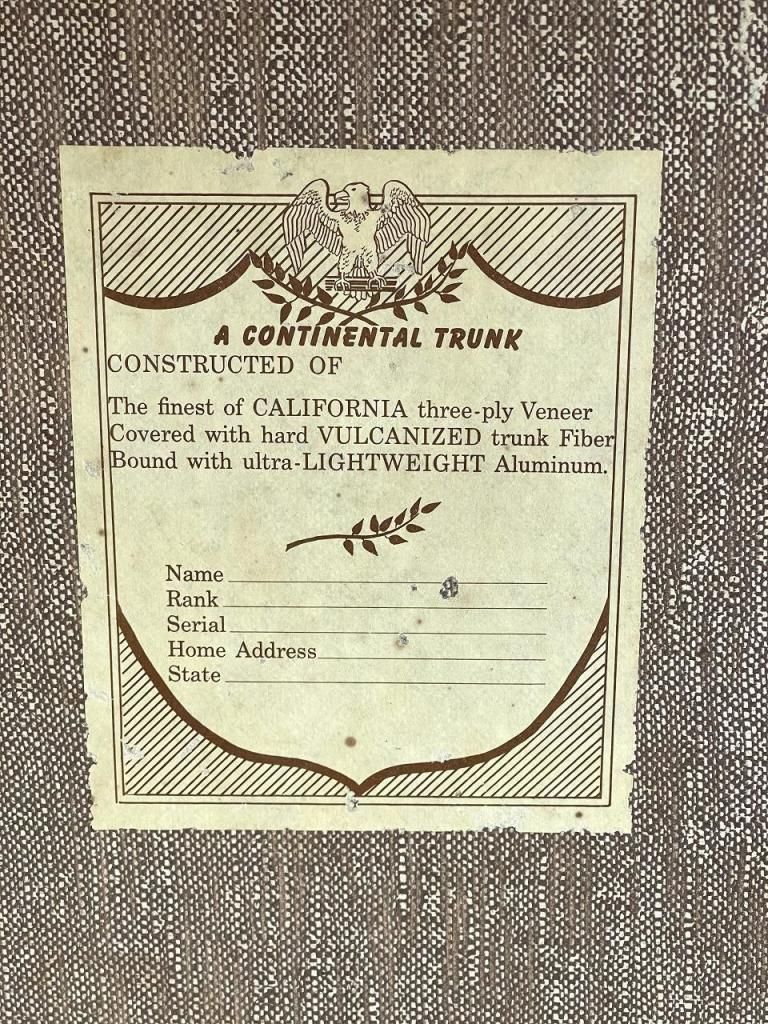 A CONTINENTAL TRUNK
CONSTRUCTED OF
The finest of CALIFORNIA three-ply Veneer
Covered with hard VULCANIZED trunk Fiber
Bound with ultra-LIGHTWEIGHT Aluminum.
Name
Rank
Serial
Home Address
State